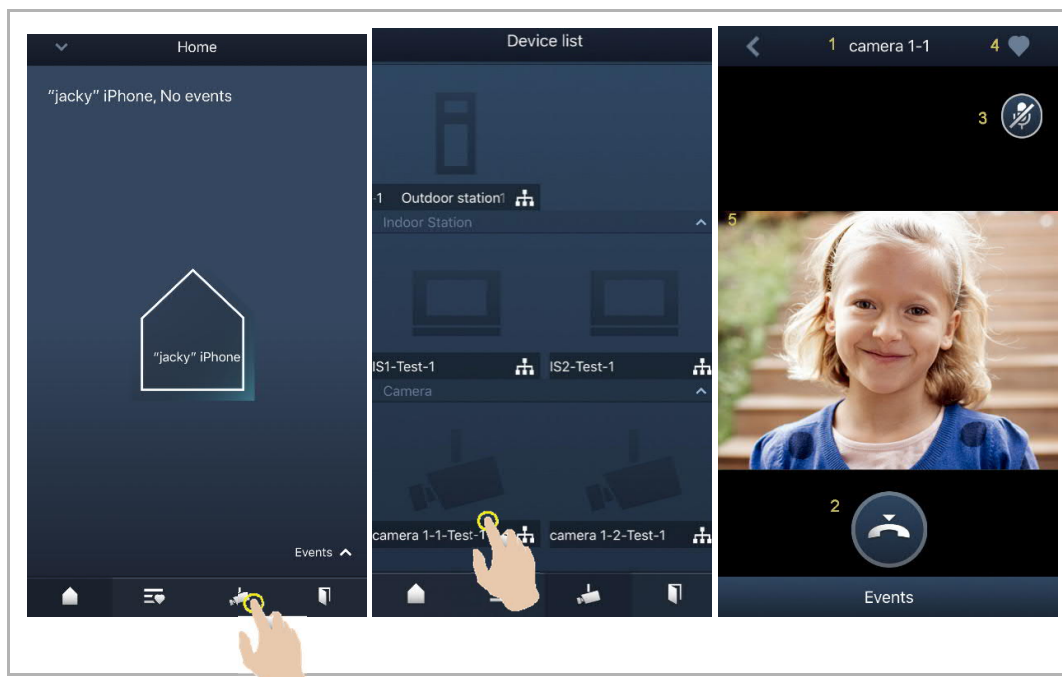 Home
"jacky" iPhone, No events
"jacky" iPhone
Events
Device list
-1 Outdoor station1
Indoor Station
IS1-Test-1
IS2-Test-1
Camera
camera 1-1-Test-1
camera 1-2-Test-1
1 camera 1-1 4
3
5
2
Events